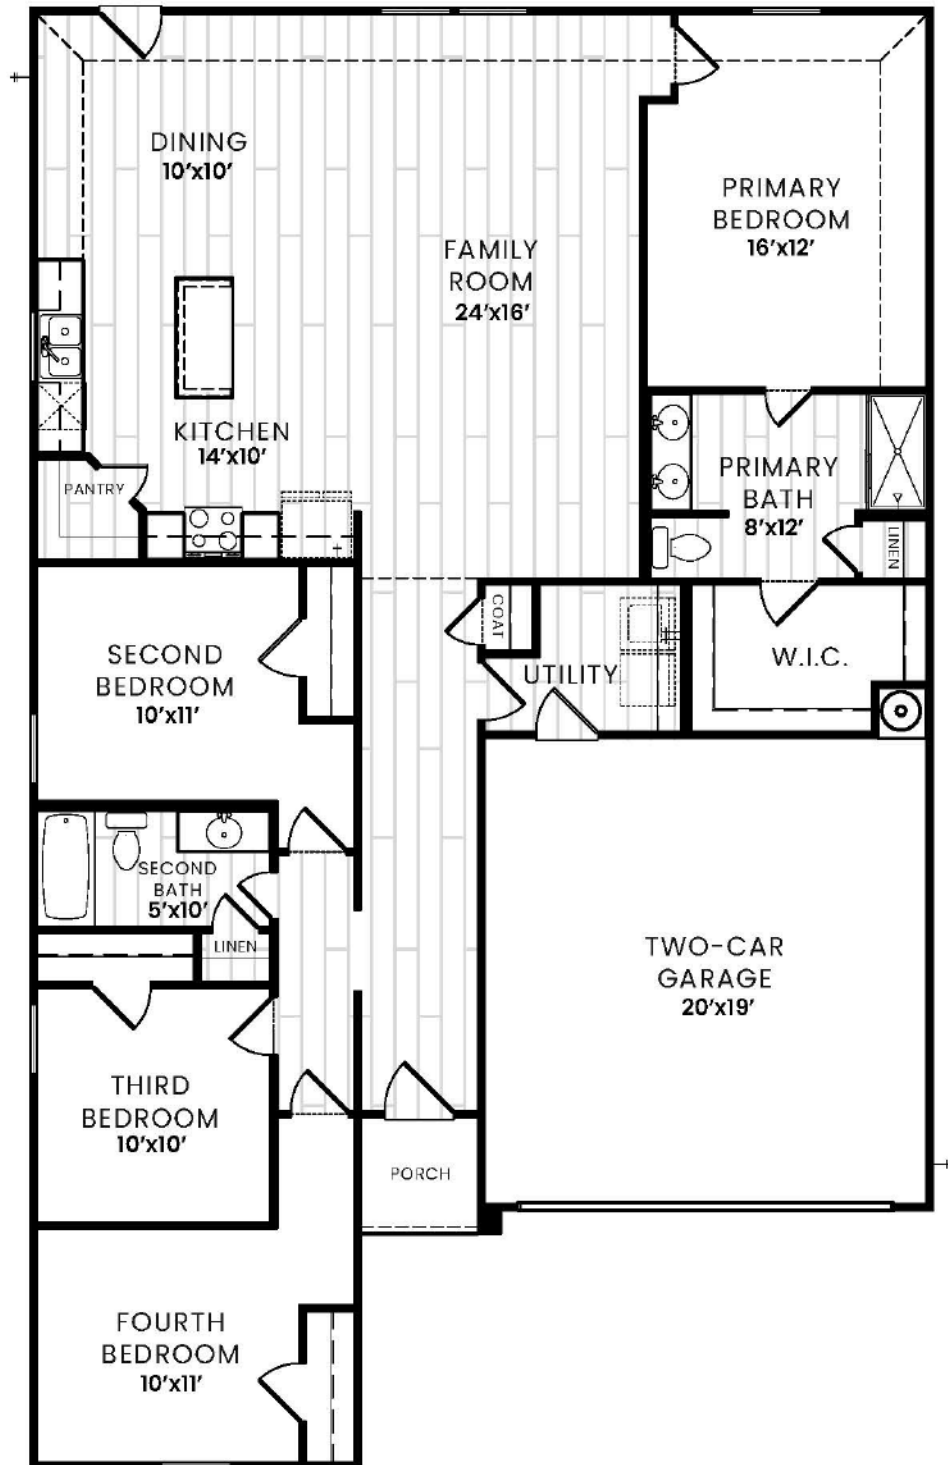 DINING
10'x10'
FAMILY
ROOM
24'x16'
PRIMARY
BEDROOM
16'x12'
KITCHEN
14'x10'
PANTRY
PRIMARY
BATH
8'x12'
LINEN
COAT
UTILITY
W.I.C.
SECOND
BEDROOM
10'x11'
SECOND
BATH
5'x10'
LINEN
TWO-CAR
GARAGE
20'x19'
THIRD
BEDROOM
10'x10'
PORCH
FOURTH
BEDROOM
10'x11'